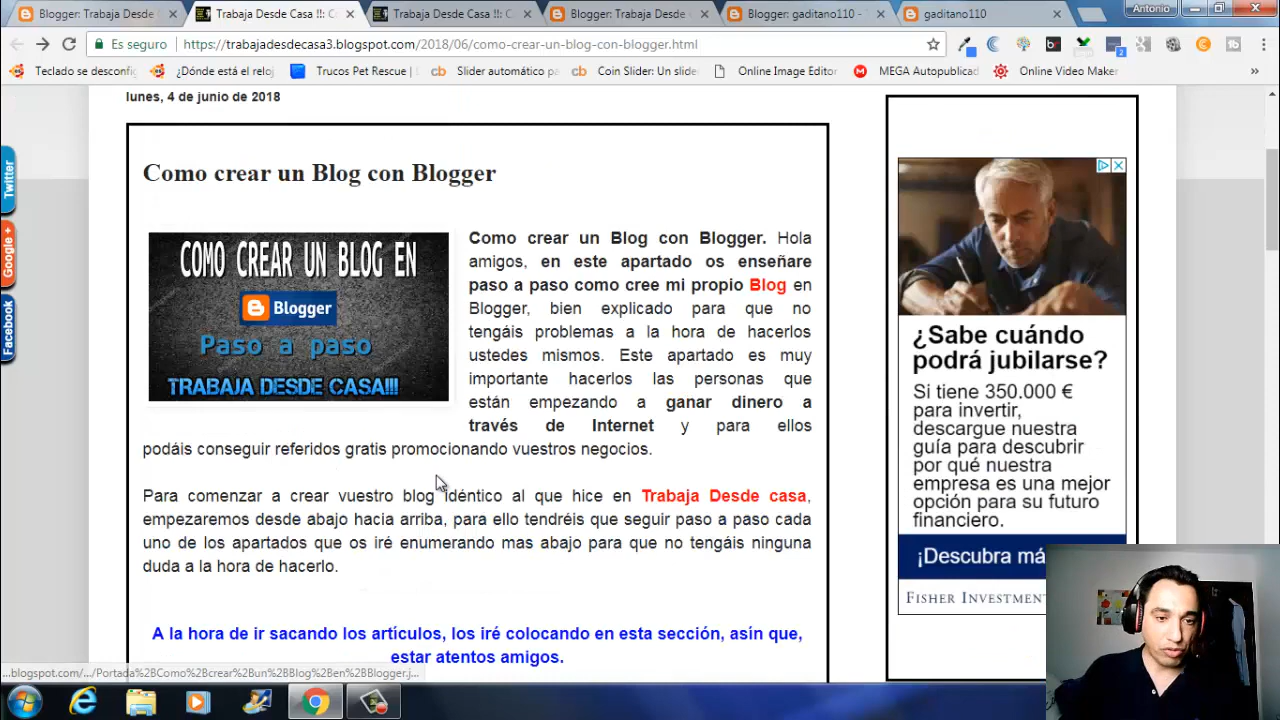 Blogger: Trabaja Desde C
Trabaja Desde Casa !!: C
Trabaja Desde Casa !!: C
Blogger: Trabaja Desde
Blogger: gaditano110 -
gaditano110
Antonio
Es seguro
https://trabajadesdecasa3.blogspot.com/2018/06/como-crear-un-blog-con-blogger.html
Teclado se desconfig
¿Dónde está el reloj
Trucos Pet Rescue |
Slider automático pa
Coin Slider: Un slide
Online Image Editor
MEGA Autopublicad
Online Video Maker
»
Twitter
Google +
Facebook
lunes, 4 de junio de 2018
Como crear un Blog con Blogger
COMO CREAR UN BLOG EN
Blogger
Paso a paso
TRABAJA DESDE CASA!!!
Como crear un Blog con Blogger. Hola
amigos, en este apartado os enseñare
paso a paso como cree mi propio Blog en
Blogger, bien explicado para que no
tengáis problemas a la hora de hacerlos
ustedes mismos. Este apartado es muy
importante hacerlos las personas que
están empezando a ganar dinero a
través de Internet y para ellos
podáis conseguir referidos gratis promocionando vuestros negocios.
Para comenzar a crear vuestro blog idéntico al que hice en Trabaja Desde casa,
empezaremos desde abajo hacia arriba, para ello tendréis que seguir paso a paso cada
uno de los apartados que os iré enumerando mas abajo para que no tengáis ninguna
duda a la hora de hacerlo.
A la hora de ir sacando los artículos, los iré colocando en esta sección, asín que,
estar atentos amigos.
¿Sabe cuándo
podrá jubilarse?
Si tiene 350.000 €
para invertir,
descargue nuestra
guía para descubrir
por qué nuestra
empresa es una mejor
opción para su futuro
financiero.
¡Descubra má
FISHER INVESTMEN
...blogspot.com/.../Portada%2BComo%2Bcrear%2Bun%2BBlog%2Ben%2BBlogger.j...